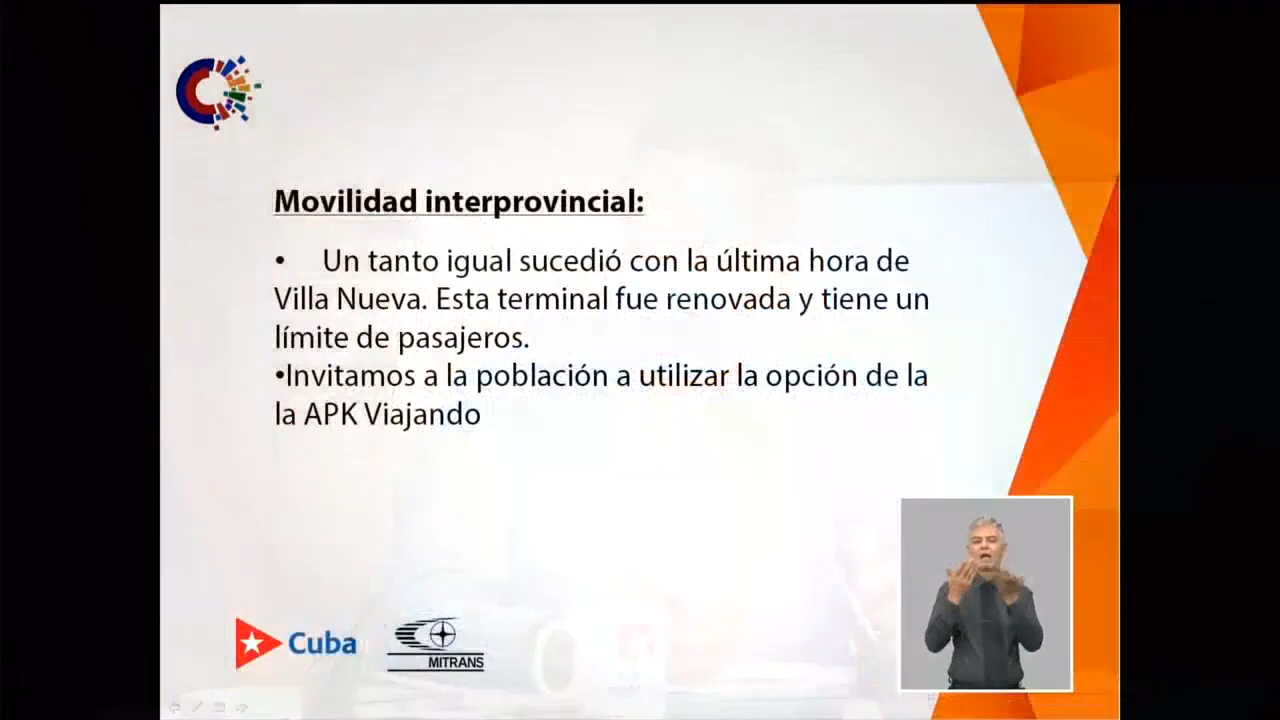 Movilidad interprovincial:
• Un tanto igual sucedió con la última hora de
Villa Nueva. Esta terminal fue renovada y tiene un
límite de pasajeros.
•Invitamos a la población a utilizar la opción de la
la APK Viajando
Cuba
MITRANS